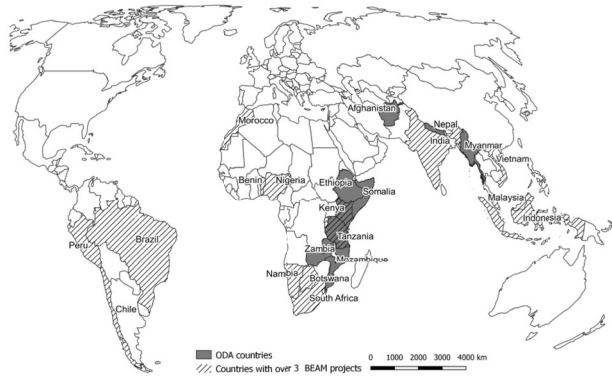 Afghanistan
Morocco
Nepal
India
Myanmar
Vietnam
Benin
Nigeria
Ethiopia
Somalia
Malaysia
Kenya
Indonesia
Peru
Brazil
Tanzania
Zambia
Mozambique
Nambia
Botswana
Chile
South Africa
ODA countries
Countries with over 3 BEAM projects
0 1000 2000 3000 4000 km